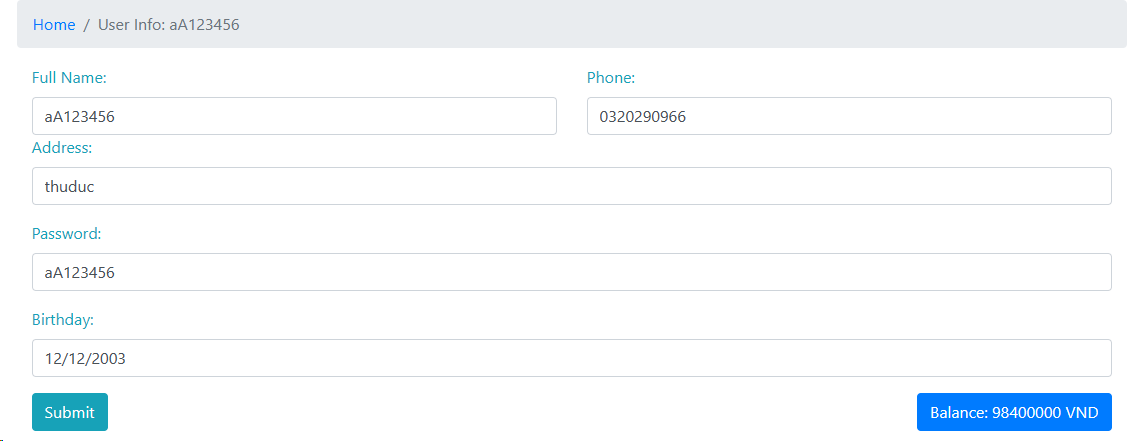 Home / User Info: aA123456
Full Name:
aA123456
Phone:
0320290966
Address:
thuduc
Password:
aA123456
Birthday:
12/12/2003
Submit
Balance: 98400000 VND